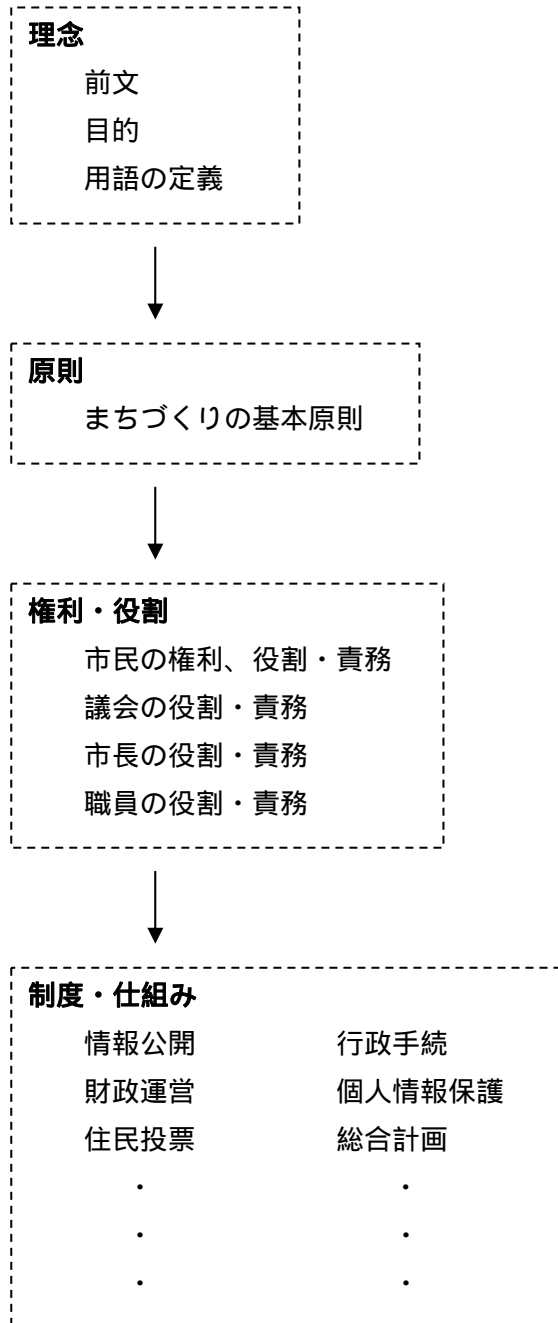 理念
前文
目的
用語の定義
原則
まちづくりの基本原則
権利・役割
市民の権利、役割・責務
議会の役割・責務
市長の役割・責務
職員の役割・責務
制度・仕組み
情報公開 行政手続
財政運営 個人情報保護
住民投票 総合計画
・ ・
・ ・
・ ・